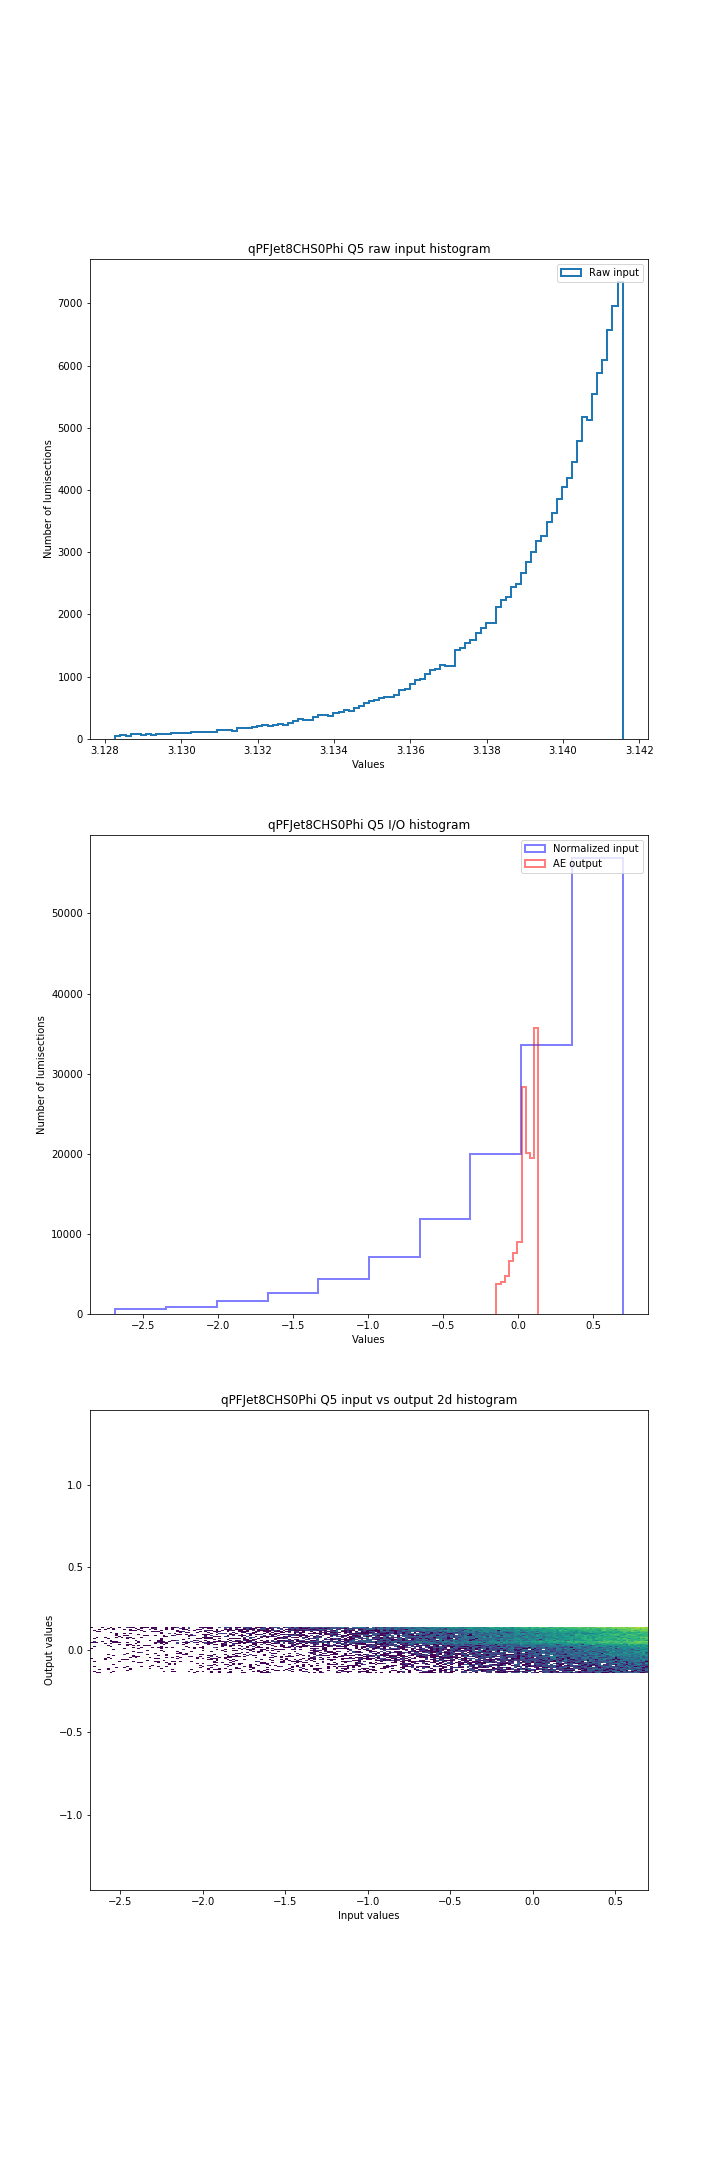 qPFJet8CHS0Phi Q5 raw input histogram
Raw input
Number of lumisections
7000
6000
5000
4000
3000
2000
1000
0
3.128 3.130 3.132 3.134 3.136 3.138 3.140 3.142
Values
qPFJet8CHS0Phi Q5 I/O histogram
Normalized input
AE output
Number of lumisections
50000
40000
30000
20000
10000
0
−2.5 −2.0 −1.5 −1.0 −0.5 0.0 0.5
Values
qPFJet8CHS0Phi Q5 input vs output 2d histogram
Output values
1.0
0.5
0.0
−0.5
−1.0
−2.5 −2.0 −1.5 −1.0 −0.5 0.0 0.5
Input values